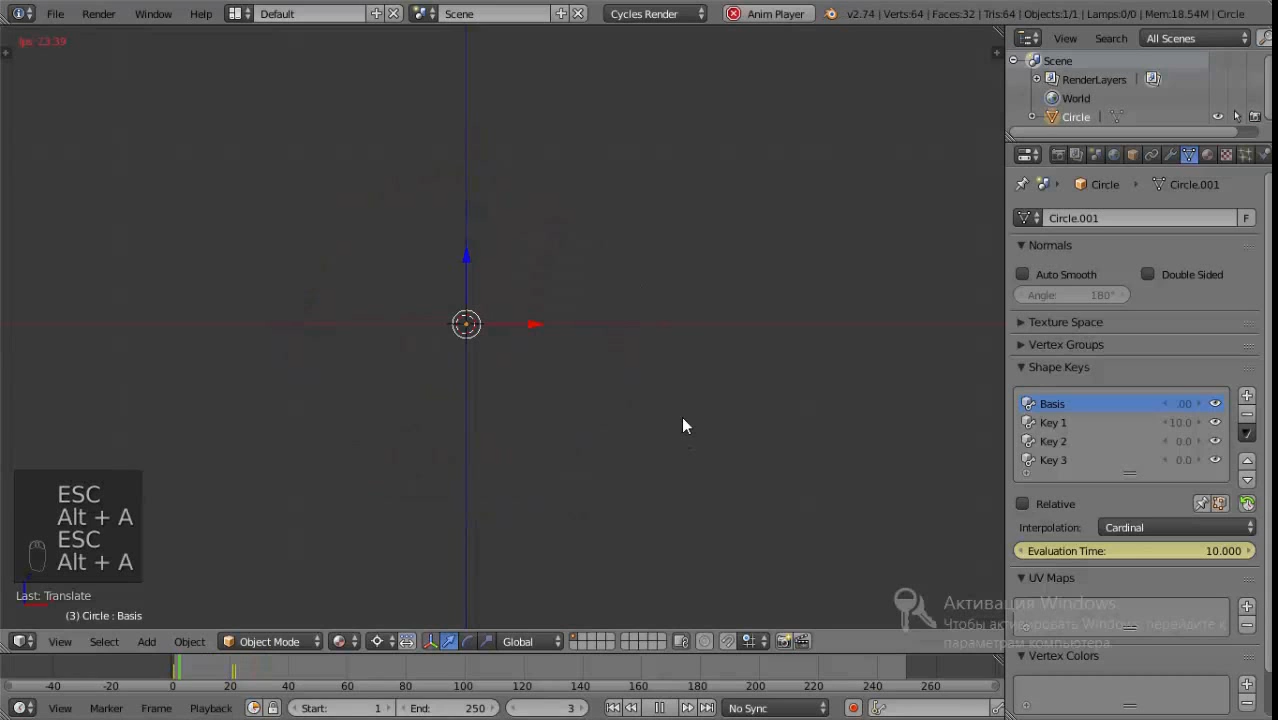 File Render Window Help Default Scene Cycles Render Anim Player v2.74 | Verts:64 | Faces:32 | Tris:64 | Objects:1/1 | Lamps:0/0 | Mem:18.54M | Circle
fps: 23.39
View Search All Scenes
Scene
RenderLayers
World
Circle
Circle Circle.001
Circle.001 F
Normals
Auto Smooth Double Sided
Angle: 180°
Texture Space
Vertex Groups
Shape Keys
Basis .00
Key 1 10.0
Key 2 0.0
Key 3 0.0
Relative
Interpolation: Cardinal
Evaluation Time: 10.000
UV Maps
Vertex Colors
ESC
Alt + A
ESC
Alt + A
Last: Translate
(3) Circle : Basis
Активация Windows
Чтобы активировать Windows, перейдите к
параметрам компьютера.
View Select Add Object Object Mode Global
-40 -20 0 20 40 60 80 100 120 140 160 180 200 220 240 260
View Marker Frame Playback Start: 1 End: 250 3 No Sync